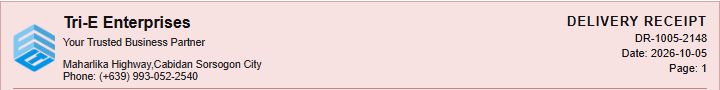 Tri-E Enterprises
Your Trusted Business Partner
Maharlika Highway,Cabidan Sorsogon City
Phone: (+639) 993-052-2540
DELIVERY RECEIPT
DR-1005-2148
Date: 2026-10-05
Page: 1